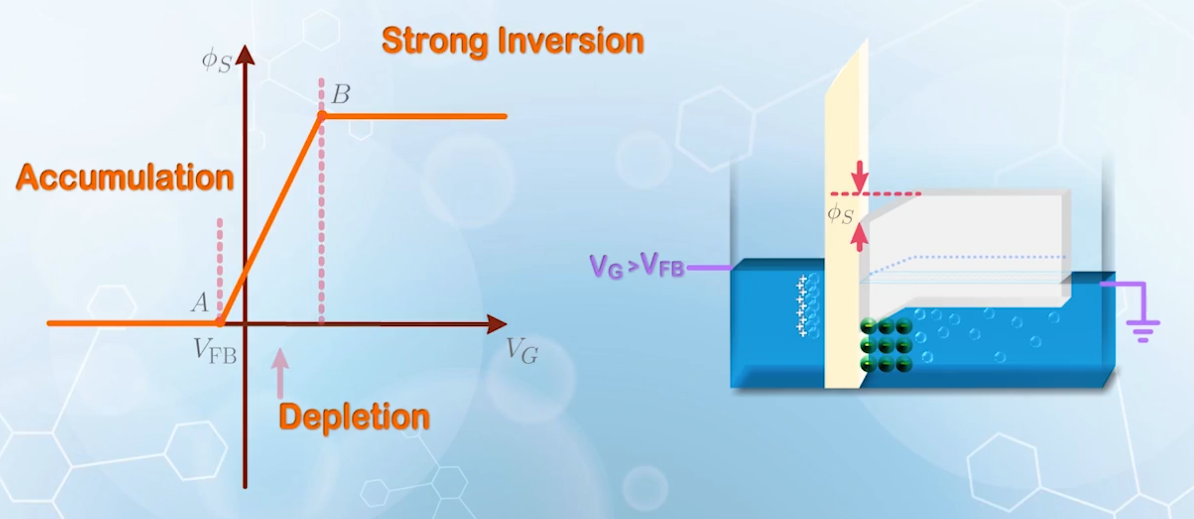 Strong Inversion
ϕS
B
Accumulation
ϕS
VG>VFB
A
VFB
VG
Depletion